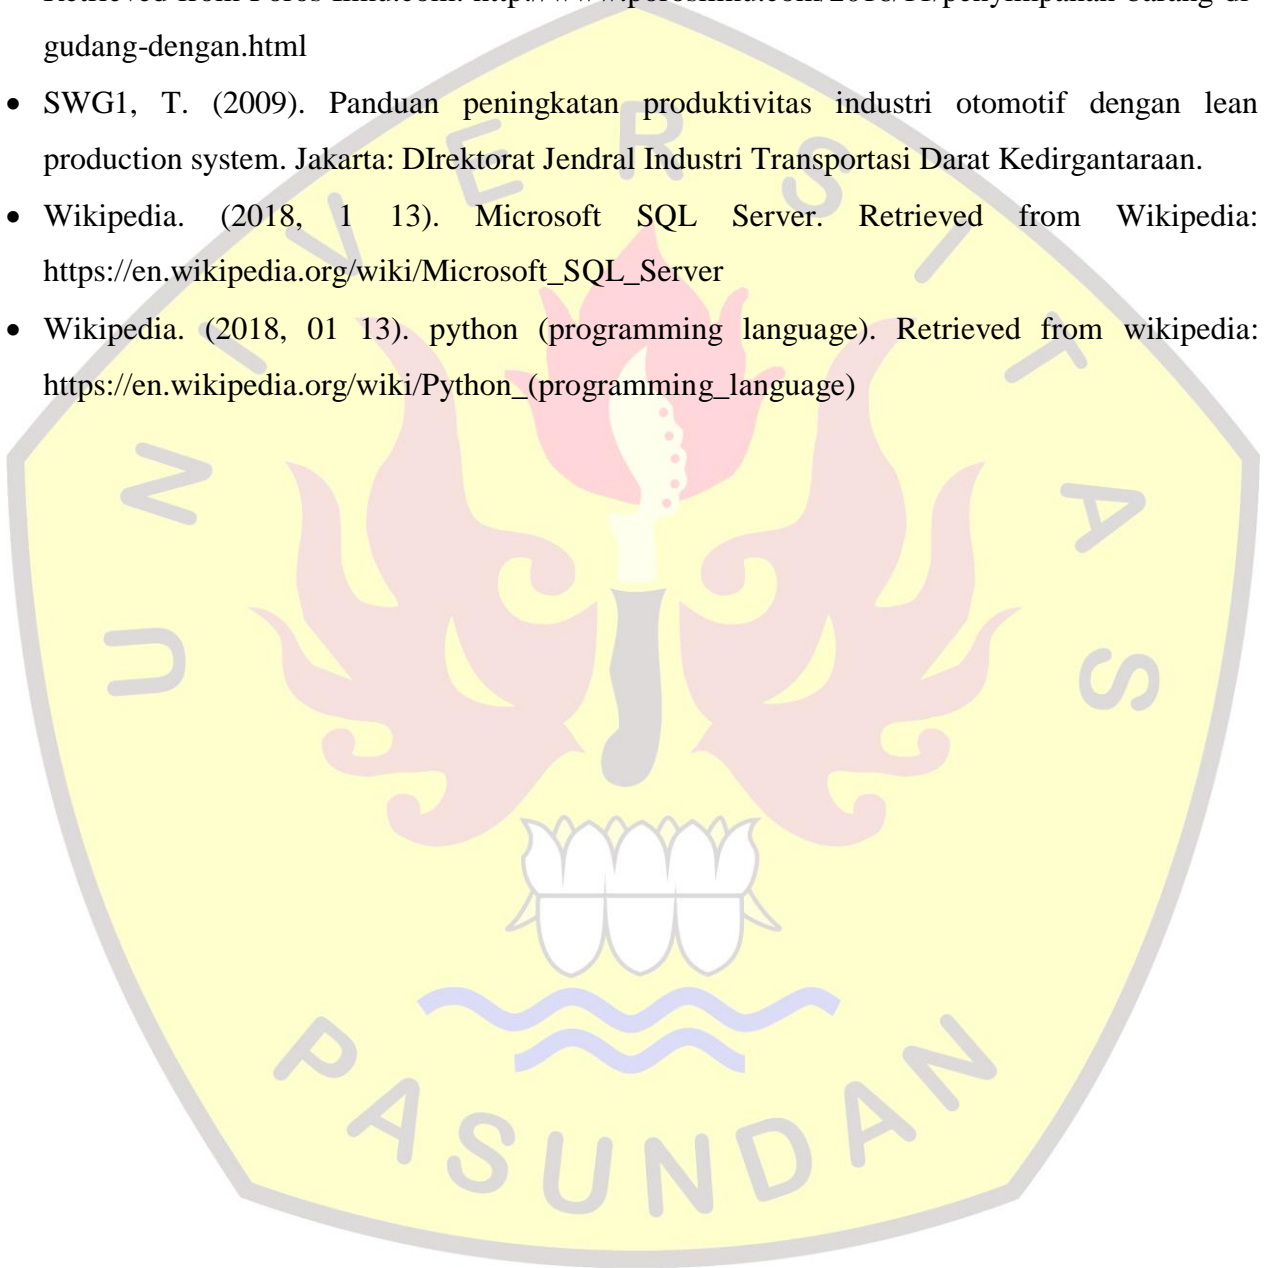 gudang-dengan.html
• SWG1, T. (2009). Panduan peningkatan produktivitas industri otomotif dengan lean
production system. Jakarta: DIrektorat Jendral Industri Transportasi Darat Kedirgantaraan.
• Wikipedia. (2018, 1 13). Microsoft SQL Server. Retrieved from Wikipedia:
https://en.wikipedia.org/wiki/Microsoft_SQL_Server
• Wikipedia. (2018, 01 13). python (programming language). Retrieved from wikipedia:
https://en.wikipedia.org/wiki/Python_(programming_language)
UNIVERSITAS
PASUNDAN